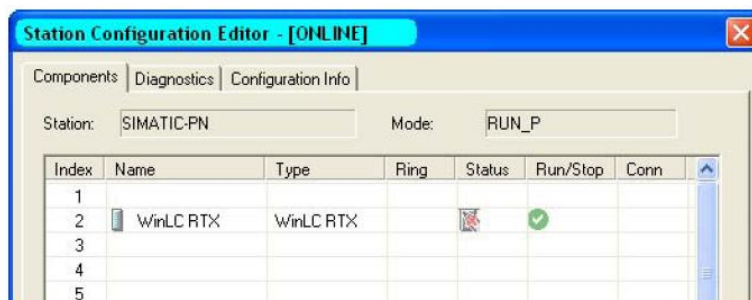 Station Configuration Editor - [ONLINE]
Components Diagnostics Configuration Info
Station: SIMATIC-PN Mode: RUN_P
Index Name Type Ring Status Run/Stop Conn
1
2 WinLC RTX WinLC RTX
3
4
5